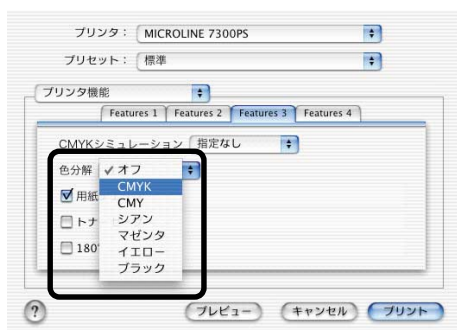 プリンタ： MICROLINE 7300PS
プリセット： 標準
プリンタ機能
Features 1 Features 2 Features 3 Features 4
CMYKシミュレーション 指定なし
色分解 ✓オフ
CMYK
用紙
CMY
トナ シアン
マゼンタ
180° イエロー
ブラック
? プレビュー キャンセル プリント